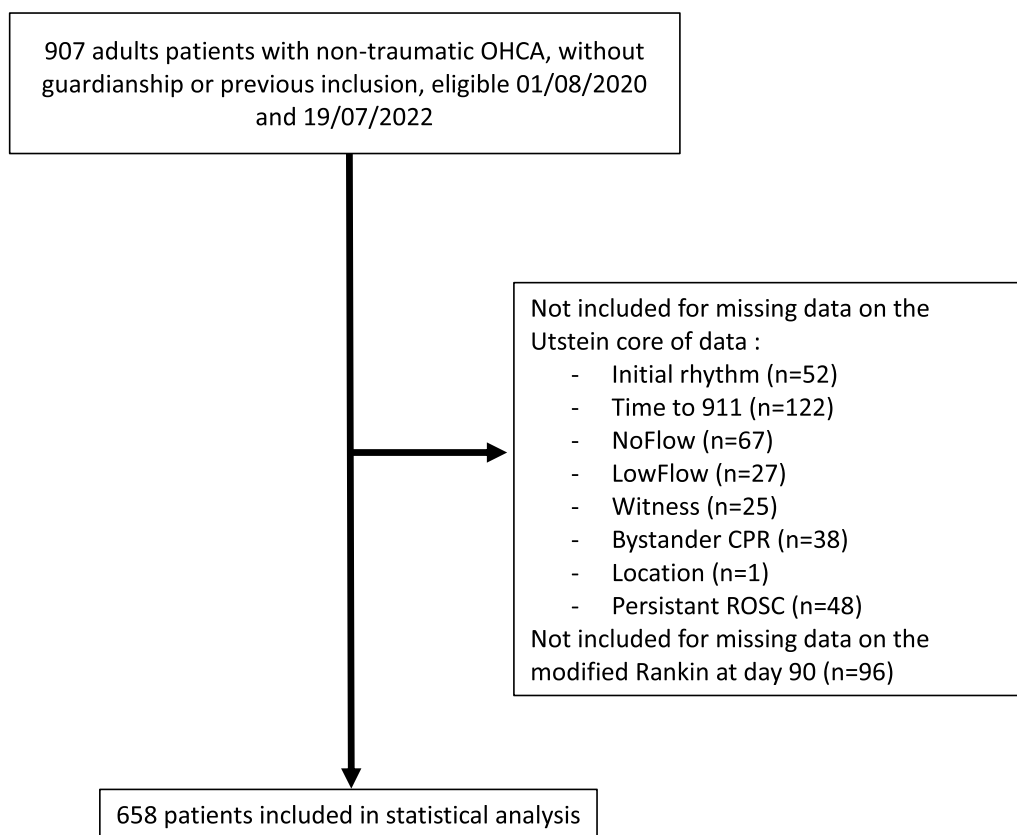 907 adults patients with non-traumatic OHCA, without
guardianship or previous inclusion, eligible 01/08/2020
and 19/07/2022
Not included for missing data on the
Utstein core of data :
- Initial rhythm (n=52)
- Time to 911 (n=122)
- NoFlow (n=67)
- LowFlow (n=27)
- Witness (n=25)
- Bystander CPR (n=38)
- Location (n=1)
- Persistant ROSC (n=48)
Not included for missing data on the
modified Rankin at day 90 (n=96)
658 patients included in statistical analysis